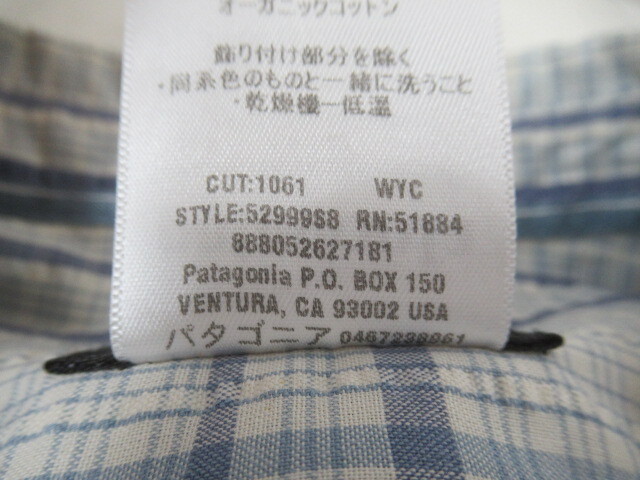 オーガニックコットン
飾り付け部分を除く
・同系色のものと一緒に洗うこと
・乾燥機一低温
CUT:1061 WYC
STYLE:52999S8 RN:51884
888052627181
Patagonia P.O. BOX 150
VENTURA, CA 93002 USA
パタゴニア